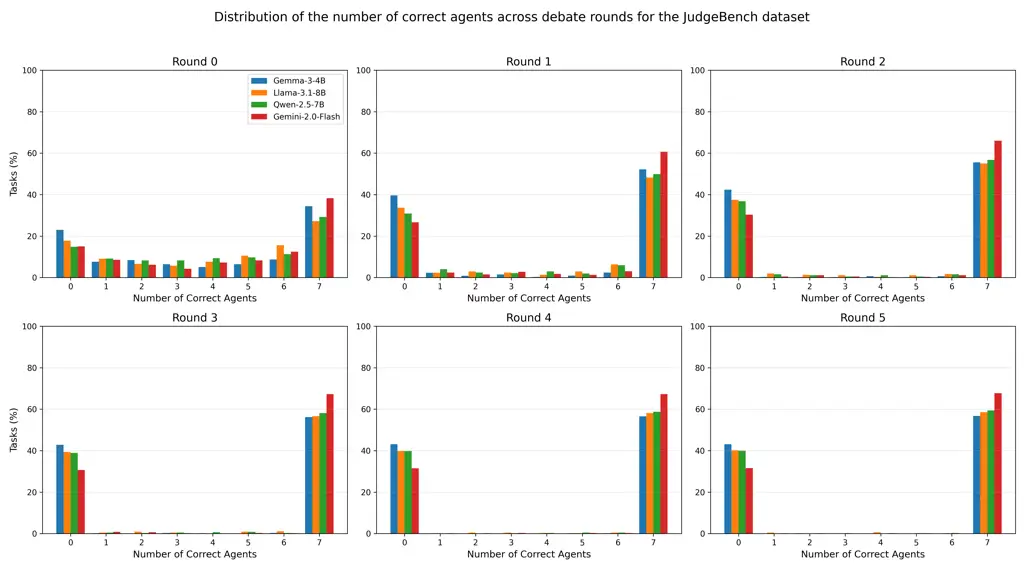 Distribution of the number of correct agents across debate rounds for the JudgeBench dataset
Round 0
Tasks (%)
100
80
60
40
20
0
0 1 2 3 4 5 6 7
Number of Correct Agents
Gemma-3-4B
Llama-3.1-8B
Qwen-2.5-7B
Gemini-2.0-Flash
Round 1
100
80
60
40
20
0
0 1 2 3 4 5 6 7
Number of Correct Agents
Round 2
100
80
60
40
20
0
0 1 2 3 4 5 6 7
Number of Correct Agents
Round 3
Tasks (%)
100
80
60
40
20
0
0 1 2 3 4 5 6 7
Number of Correct Agents
Round 4
100
80
60
40
20
0
0 1 2 3 4 5 6 7
Number of Correct Agents
Round 5
100
80
60
40
20
0
0 1 2 3 4 5 6 7
Number of Correct Agents